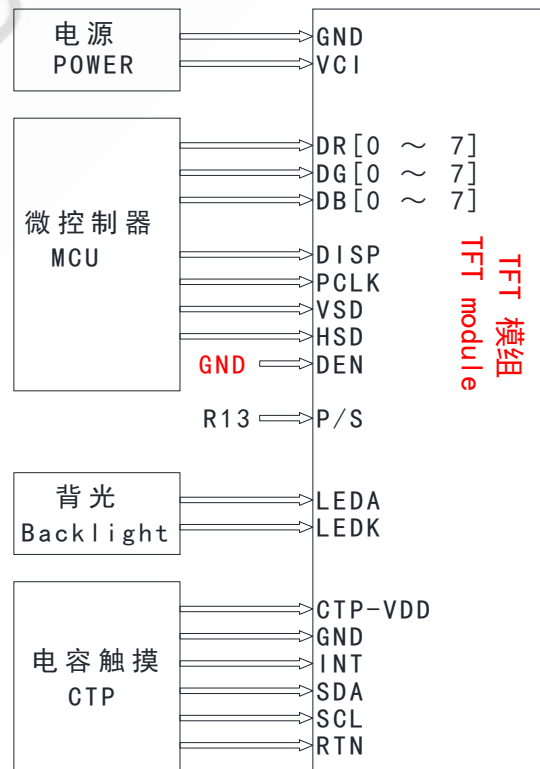 电源
POWER
GND
VCI
微控制器
MCU
DR[0 ～ 7]
DG[0 ～ 7]
DB[0 ～ 7]
DISP
PCLK
VSD
HSD
GND
DEN
R13
P/S
TFT 模组
TFT module
背光
Backlight
LEDA
LEDK
电容触摸
CTP
CTP-VDD
GND
INT
SDA
SCL
RTN